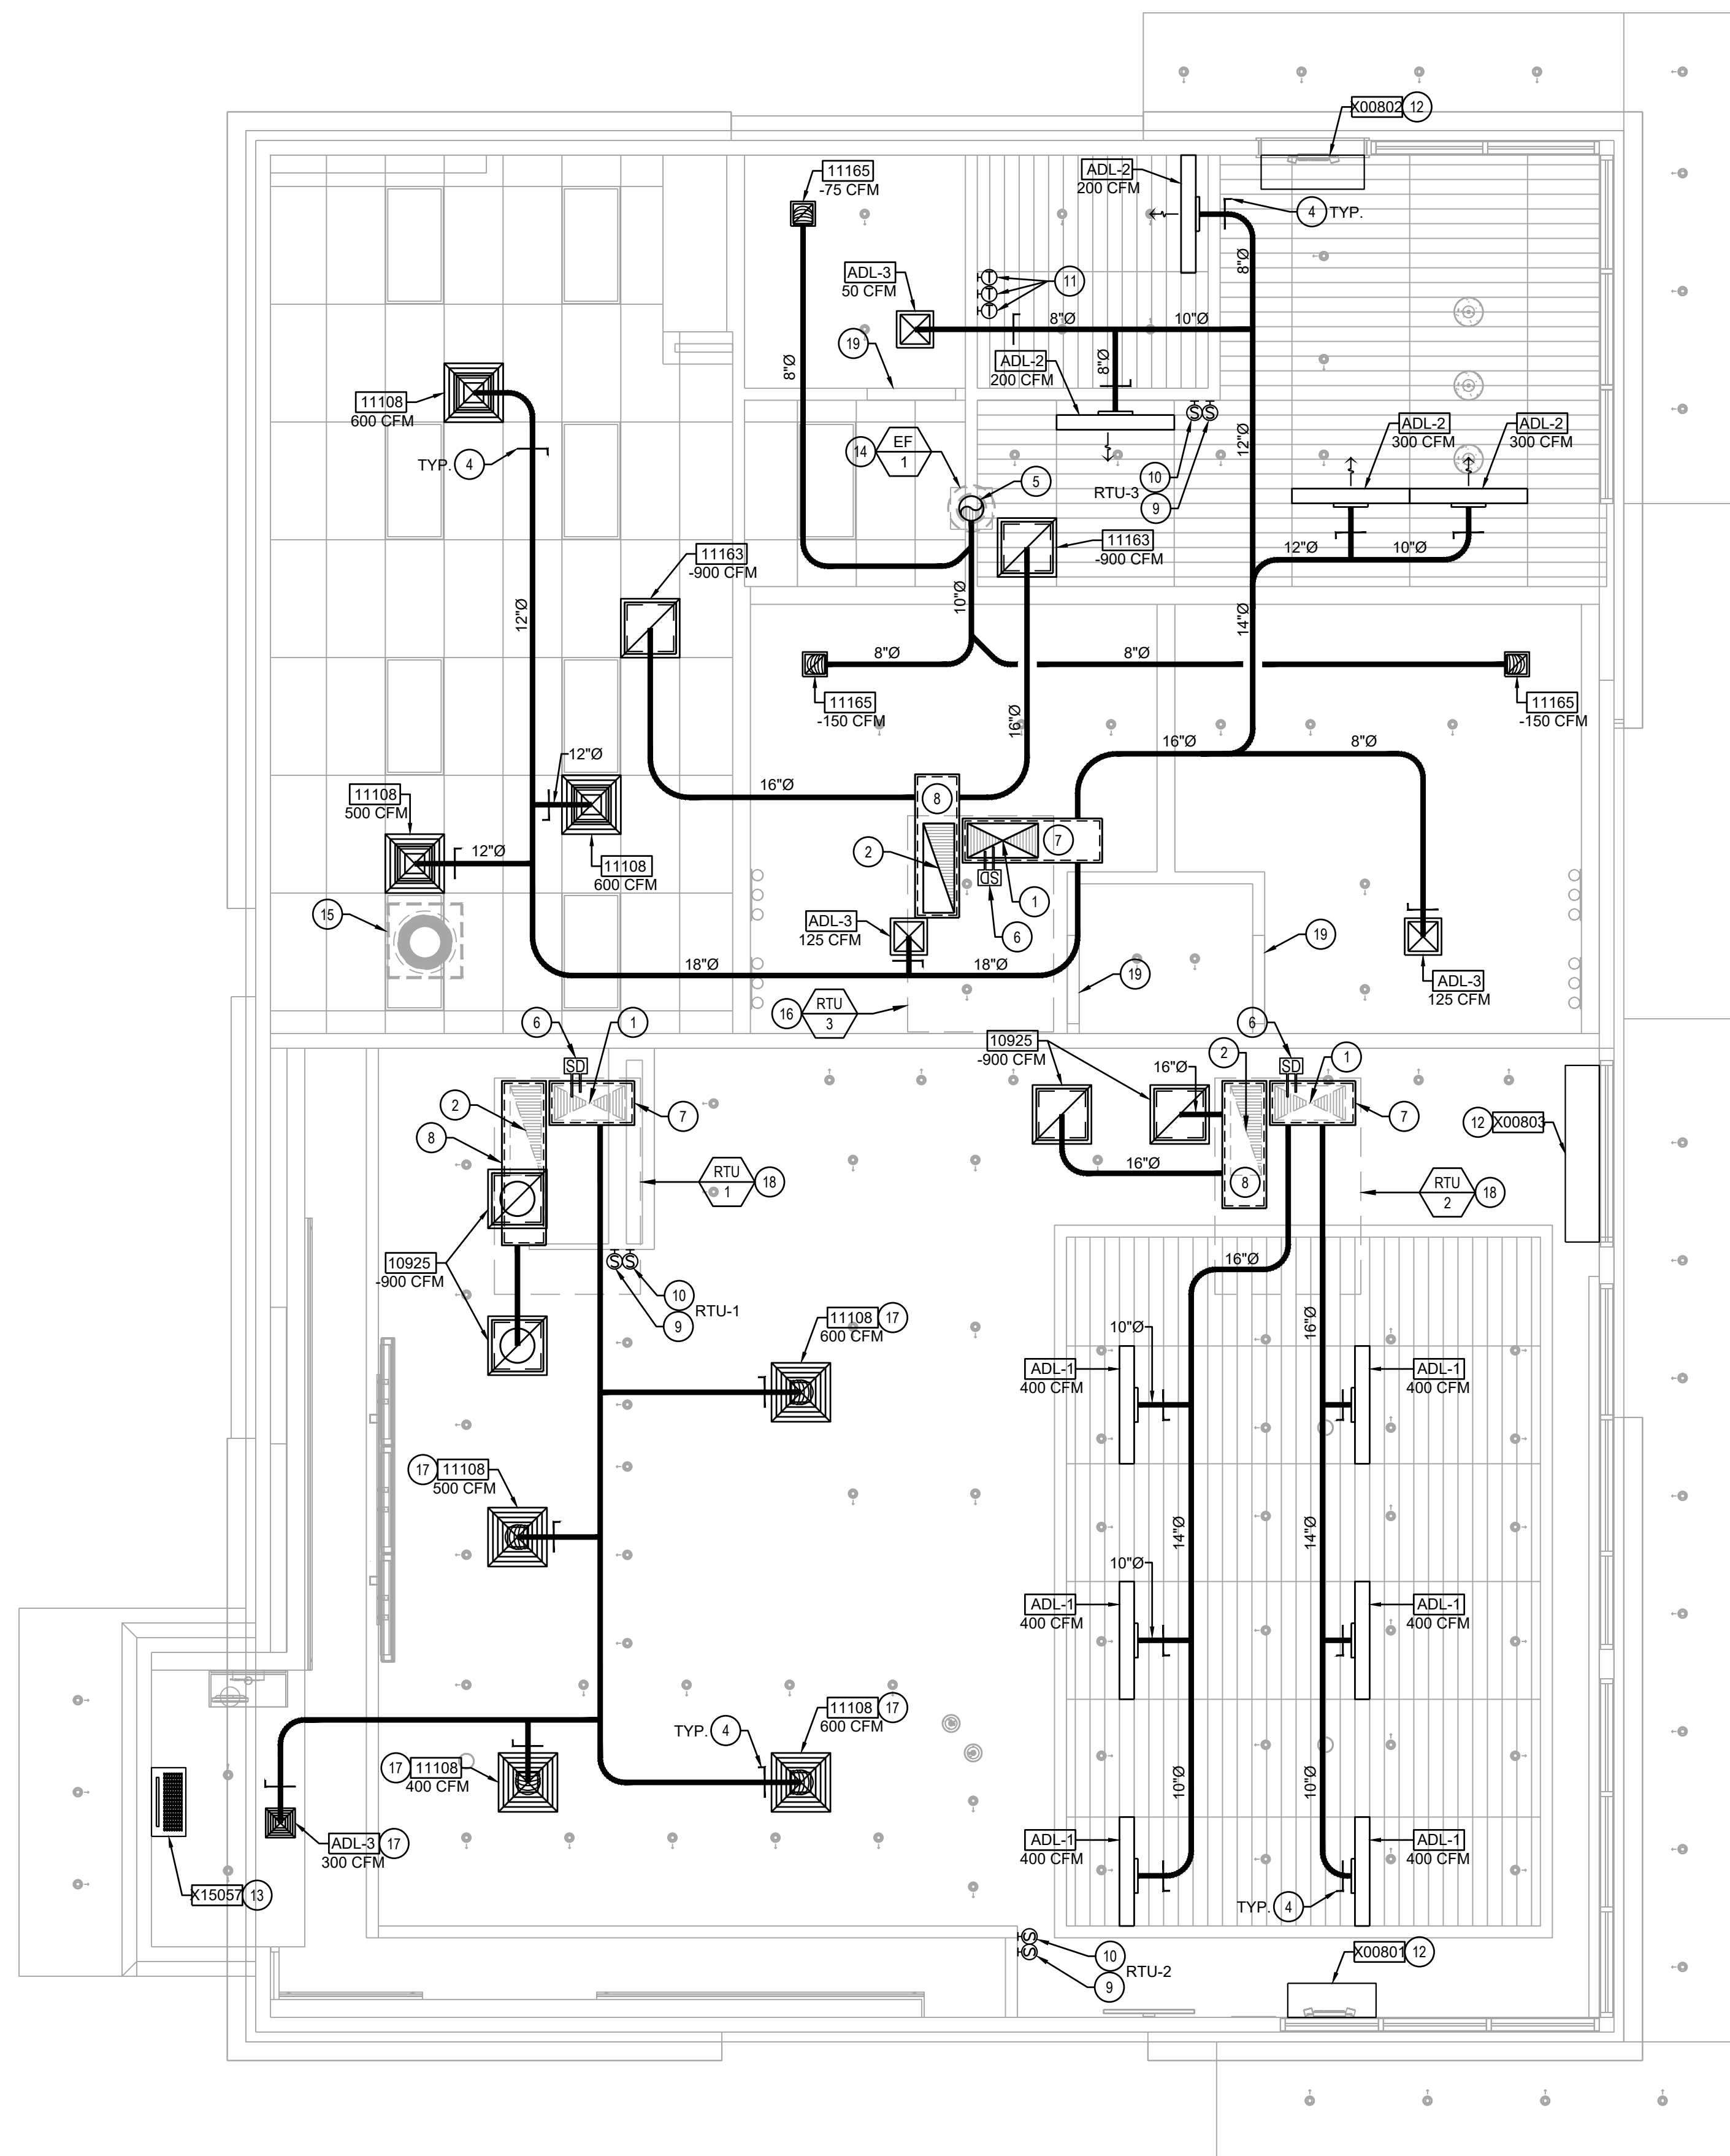 X00802 12
11165
-75 CFM
ADL-2
200 CFM
4 TYP.
8"Ø
ADL-3
50 CFM
T
T
T
11
8"Ø
10"Ø
19
8"Ø
ADL-2
200 CFM
8"Ø
11108
600 CFM
S S
ADL-2
300 CFM
ADL-2
300 CFM
12"Ø
TYP. 4
14
EF
1
5
10
RTU-3
9
11163
-900 CFM
11163
-900 CFM
12"Ø
10"Ø
12"Ø
10"Ø
14"Ø
8"Ø
8"Ø
11165
-150 CFM
11165
-150 CFM
16"Ø
16"Ø
8"Ø
12"Ø
16"Ø
8
11108
500 CFM
12"Ø
11108
600 CFM
2
7
SD
1
6
15
ADL-3
125 CFM
19
19
18"Ø
18"Ø
ADL-3
125 CFM
16
RTU
3
6
1
SD
10925
-900 CFM
6
2
SD
1
16"Ø
2
8
7
7
12 X00803
16"Ø
8
RTU
1
18
RTU
2
18
10925
-900 CFM
S S
10
RTU-1
9
16"Ø
16"Ø
11108 17
600 CFM
10"Ø
ADL-1
400 CFM
ADL-1
400 CFM
17 11108
500 CFM
14"Ø
14"Ø
10"Ø
ADL-1
400 CFM
ADL-1
400 CFM
11108 17
600 CFM
TYP. 4
17 11108
400 CFM
10"Ø
10"Ø
ADL-3 17
300 CFM
ADL-1
400 CFM
ADL-1
400 CFM
X15057 13
TYP. 4
S
S
10
RTU-2
9
X00801 12